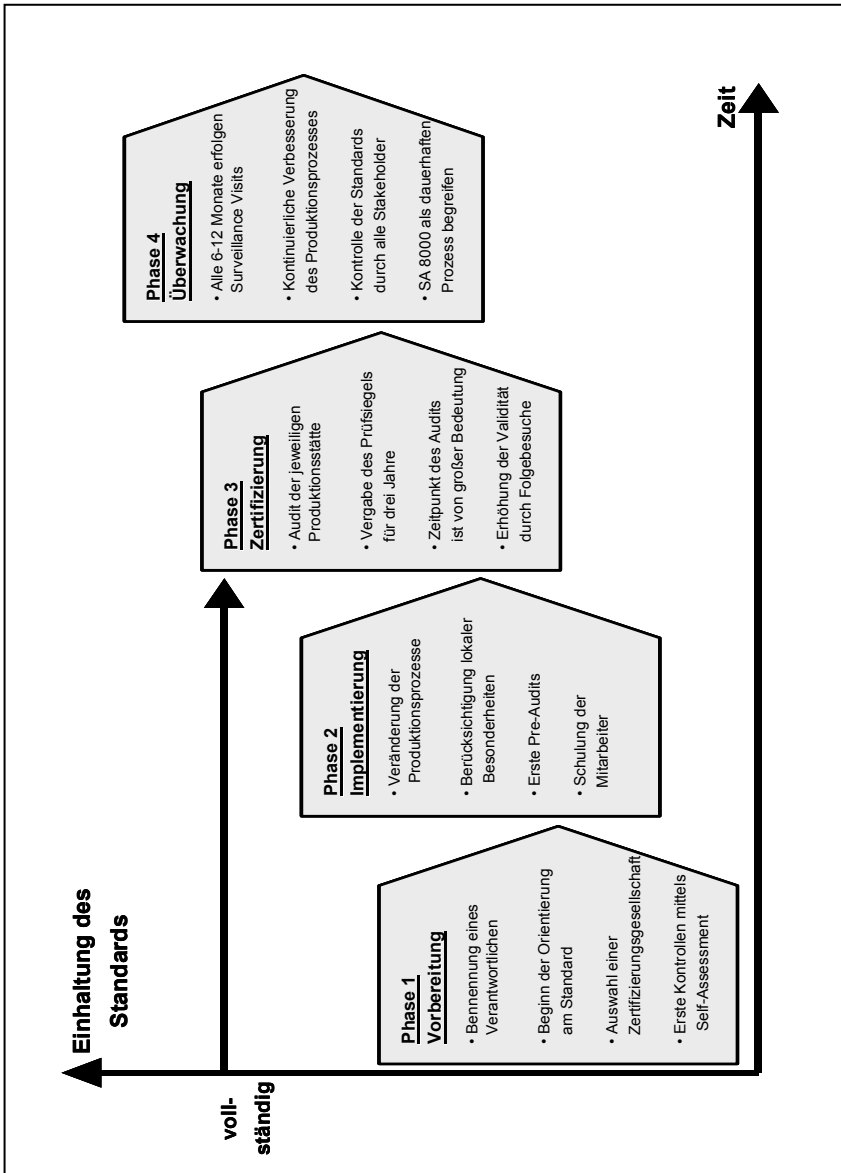 Einhaltung des
Standards
voll-
ständig
Phase 1
Vorbereitung
• Bennennung eines
Verantwortlichen
• Beginn der Orientierung
am Standard
• Auswahl einer
Zertifizierungsgesellschaft
• Erste Kontrollen mittels
Self-Assessment
Phase 2
Implementierung
• Veränderung der
Produktionsprozesse
• Berücksichtigung lokaler
Besonderheiten
• Erste Pre-Audits
• Schulung der
Mitarbeiter
Phase 3
Zertifizierung
• Audit der jeweiligen
Produktionsstätte
• Vergabe des Prüfsiegels
für drei Jahre
• Zeitpunkt des Audits
ist von großer Bedeutung
• Erhöhung der Validität
durch Folgebesuche
Phase 4
Überwachung
• Alle 6-12 Monate erfolgen
Surveillance Visits
• Kontinuierliche Verbesserung
des Produktionsprozesses
• Kontrolle der Standards
durch alle Stakeholder
• SA 8000 als dauerhaften
Prozess begreifen
Zeit